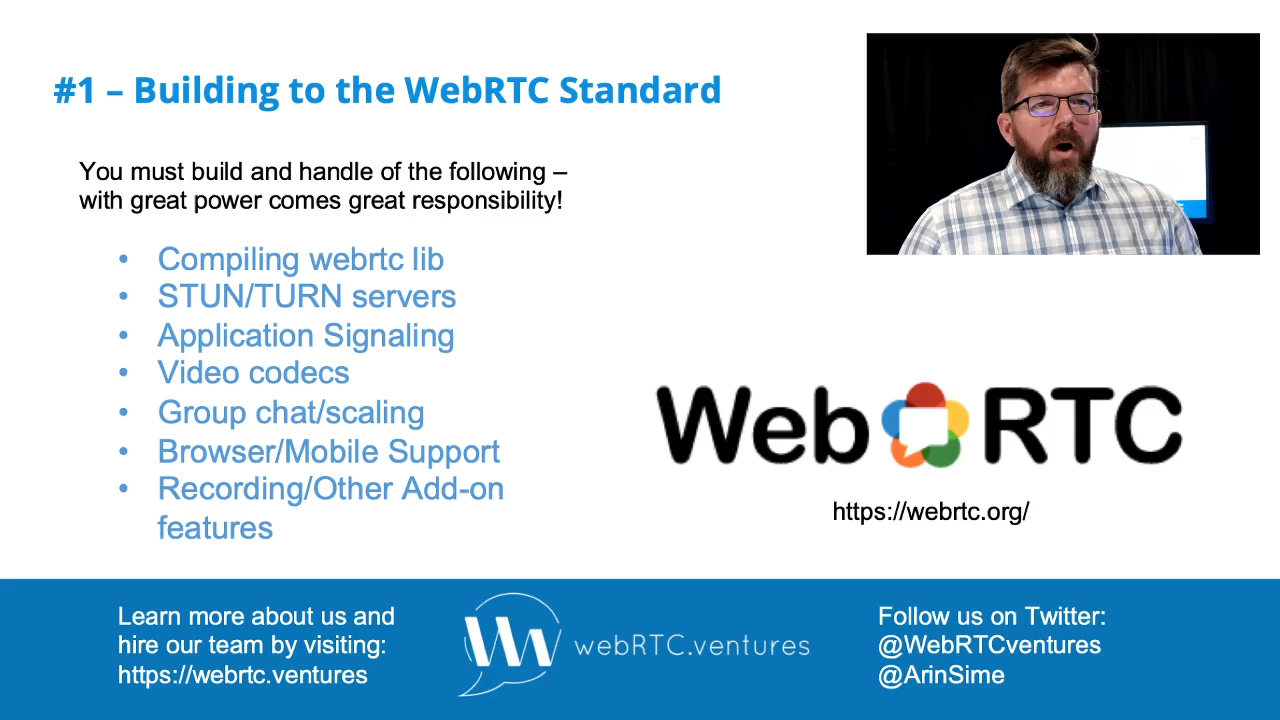 #1 – Building to the WebRTC Standard
You must build and handle of the following –
with great power comes great responsibility!
• Compiling webrtc lib
• STUN/TURN servers
• Application Signaling
• Video codecs
• Group chat/scaling
• Browser/Mobile Support
• Recording/Other Add-on
features
Web RTC
https://webrtc.org/
Learn more about us and
hire our team by visiting:
https://webrtc.ventures
webRTC.ventures
Follow us on Twitter:
@WebRTCventures
@ArinSime